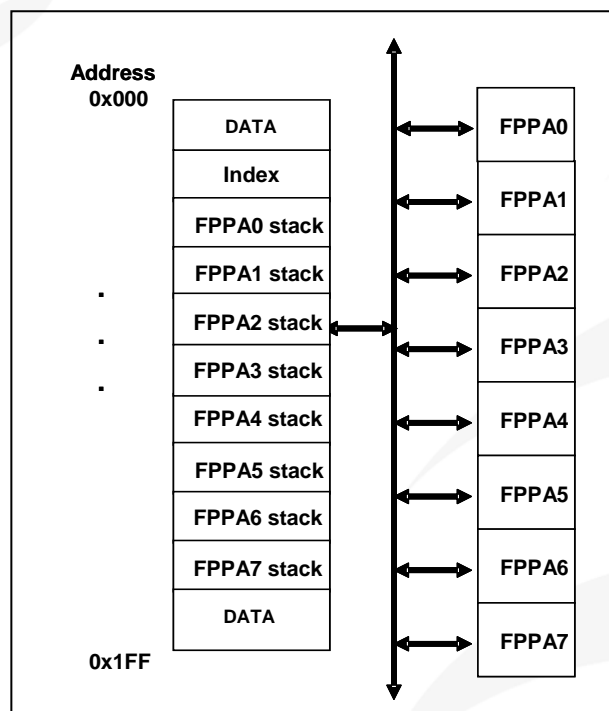 Address
0x000
DATA
Index
FPPA0 stack
FPPA1 stack
FPPA2 stack
FPPA3 stack
FPPA4 stack
FPPA5 stack
FPPA6 stack
FPPA7 stack
DATA
0x1FF
FPPA0
FPPA1
FPPA2
FPPA3
FPPA4
FPPA5
FPPA6
FPPA7